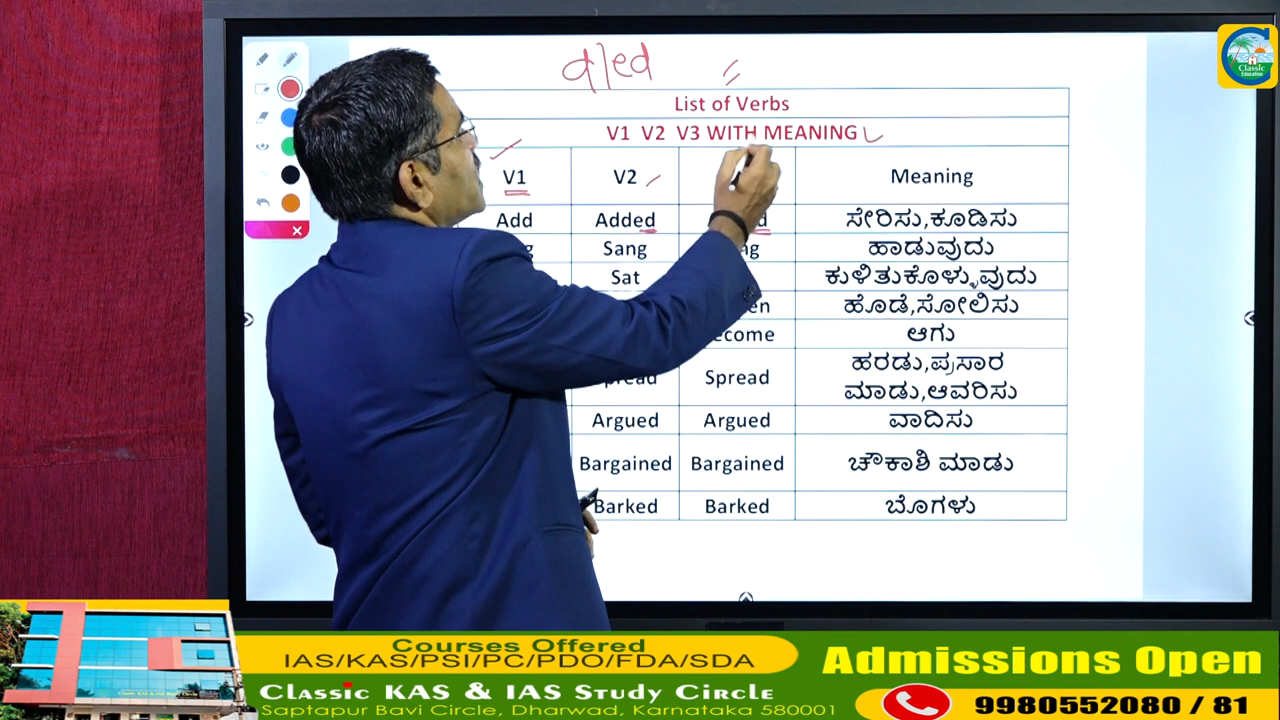 d/ed
Classic
Education
List of Verbs
V1 V2 V3 WITH MEANING
V1 V2 Meaning
Add Added ಸೇರಿಸು,ಕೂಡಿಸು
Sang ಹಾಡುವುದು
Sat ಕುಳಿತುಕೊಳ್ಳುವುದು
ಹೊಡೆ,ಸೋಲಿಸು
ಆಗು
Spread Spread ಹರಡು,ಪ್ರಸಾರ
ಮಾಡು,ಆವರಿಸು
Argued Argued ವಾದಿಸು
Bargained Bargained ಚೌಕಾಶಿ ಮಾಡು
Barked Barked ಬೊಗಳು
Courses Offered
IAS/KAS/PSI/PC/PDO/FDA/SDA
Classic KAS & IAS Study Circle
Saptapur Bavi Circle, Dharwad, Karnataka 580001
Admissions Open
9980552080 / 81